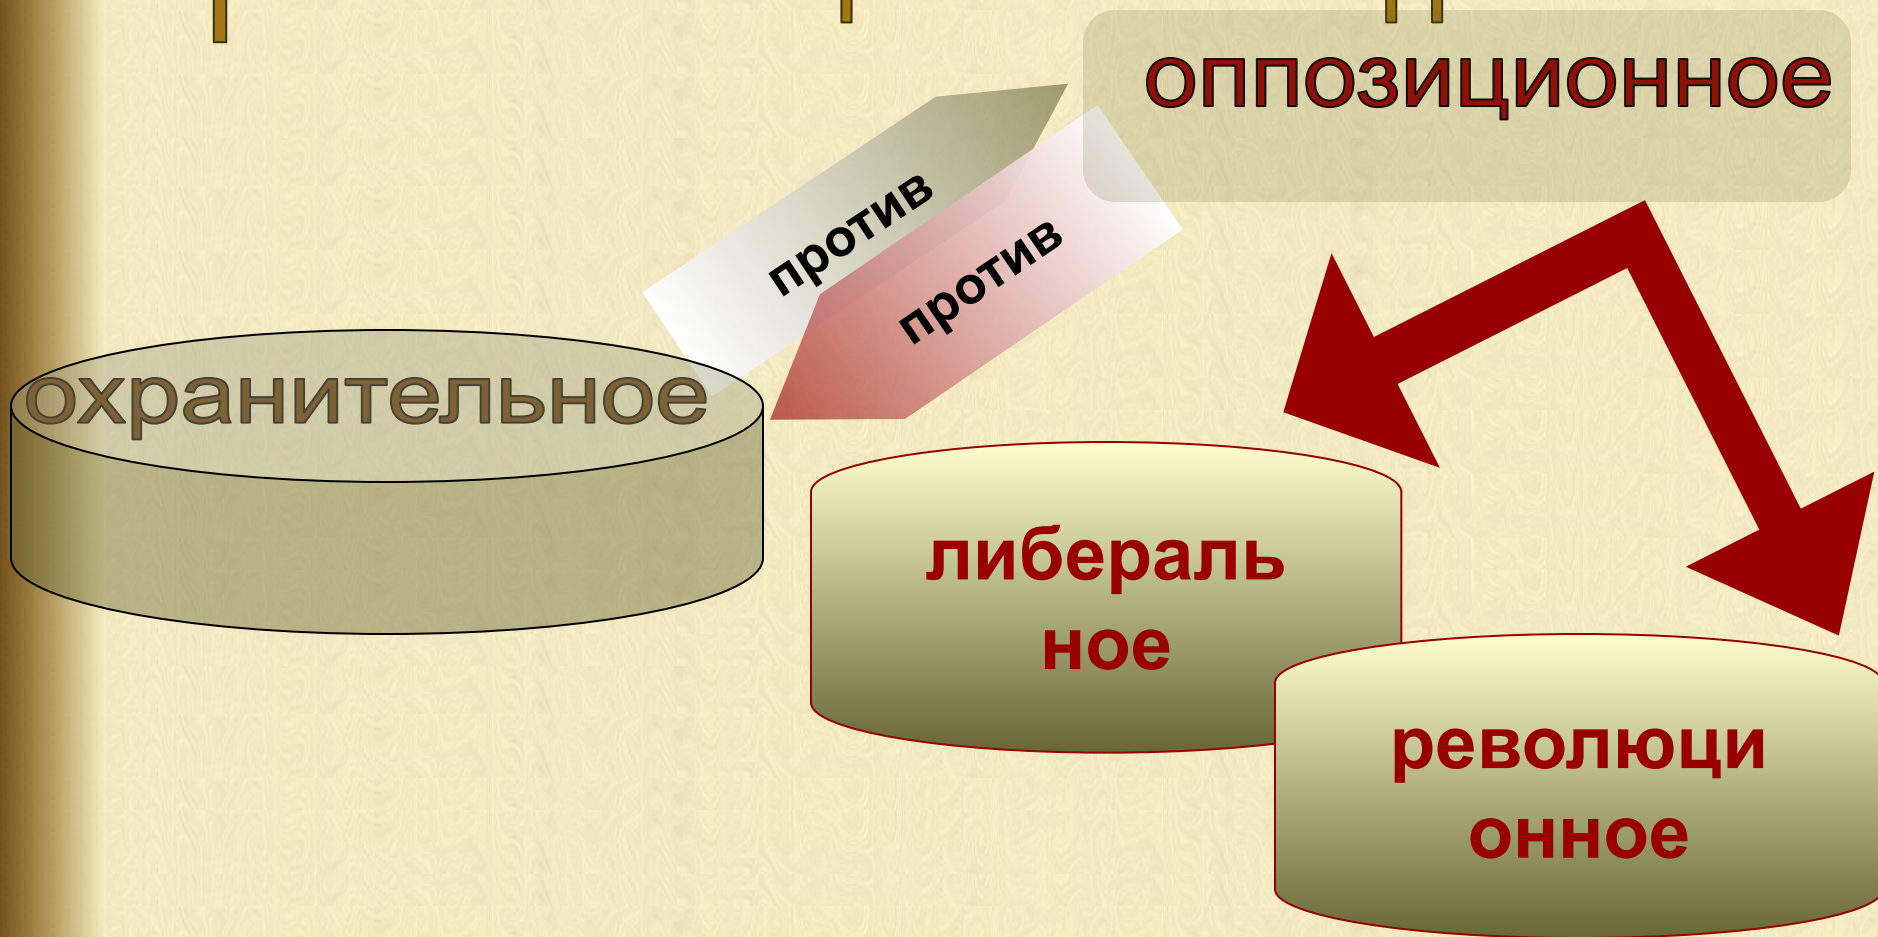 оппозиционное
против
против
охранительное
либераль
ное
революци
онное